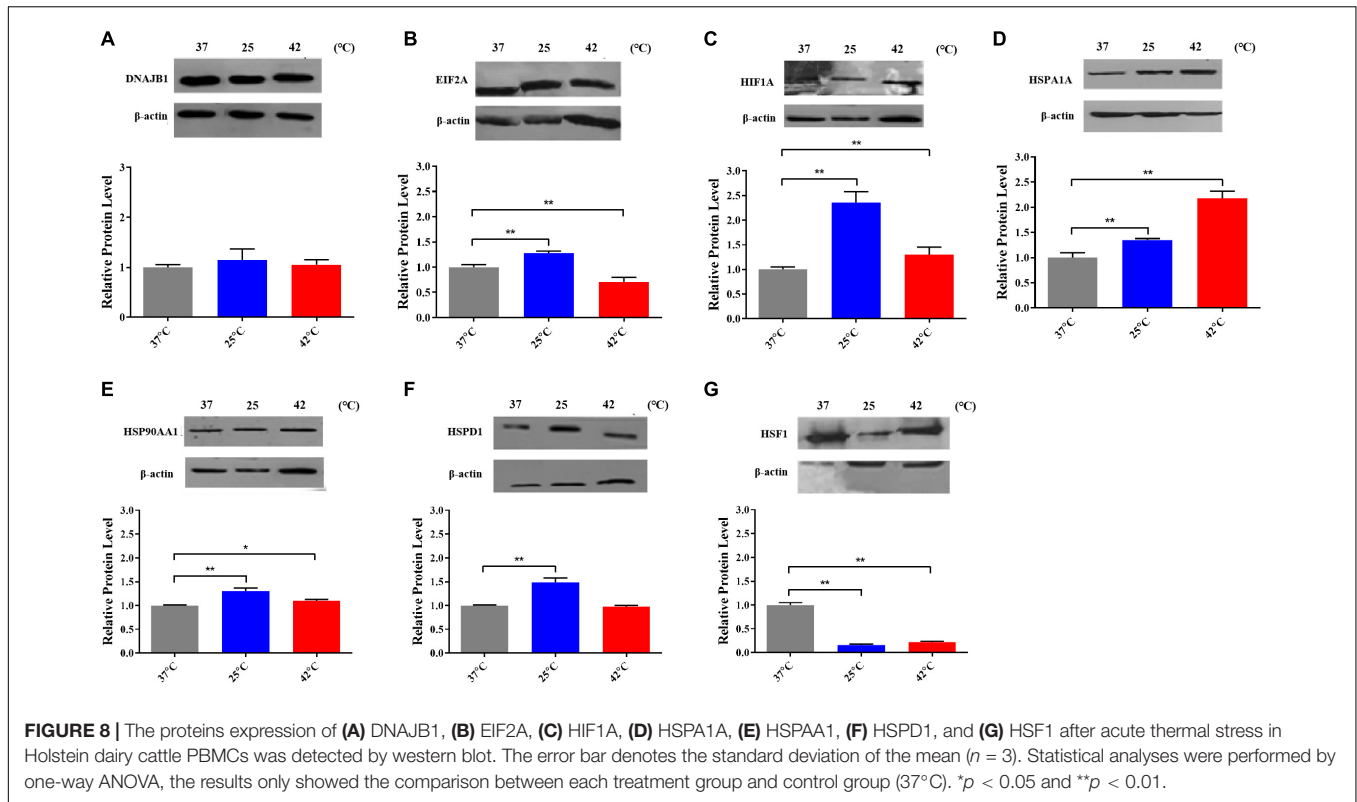 A
37 25 42 (°C)
DNAJB1
β-actin
Relative Protein Level
3
2
1
0
37°C 25°C 42°C
B
37 25 42 (°C)
EIF2A
β-actin
Relative Protein Level
3.0
2.5
2.0
1.5
1.0
0.5
0.0
**
**
37°C 25°C 42°C
C
37 25 42 (°C)
HIF1A
β-actin
Relative Protein Level
**
**
2.5
2.0
1.5
1.0
0.5
0.0
37°C 25°C 42°C
D
37 25 42 (°C)
HSPA1A
β-actin
Relative Protein Level
3.0
2.5
2.0
1.5
1.0
0.5
0.0
**
**
37°C 25°C 42°C
E
37 25 42 (°C)
HSP90AA1
β-actin
Relative Protein Level
3.0
2.5
2.0
1.5
1.0
0.5
0.0
*
**
37°C 25°C 42°C
F
37 25 42 (°C)
HSPD1
β-actin
Relative Protein Level
3.0
2.5
2.0
1.5
1.0
0.5
0.0
**
37°C 25°C 42°C
G
37 25 42 (°C)
HSF1
β-actin
Relative Protein Level
3.0
2.5
2.0
1.5
1.0
0.5
0.0
**
**
37°C 25°C 42°C
FIGURE 8 | The proteins expression of (A) DNAJB1, (B) EIF2A, (C) HIF1A, (D) HSPA1A, (E) HSPAA1, (F) HSPD1, and (G) HSF1 after acute thermal stress in
Holstein dairy cattle PBMCs was detected by western blot. The error bar denotes the standard deviation of the mean (n = 3). Statistical analyses were performed by
one-way ANOVA, the results only showed the comparison between each treatment group and control group (37°C). *p < 0.05 and **p < 0.01.